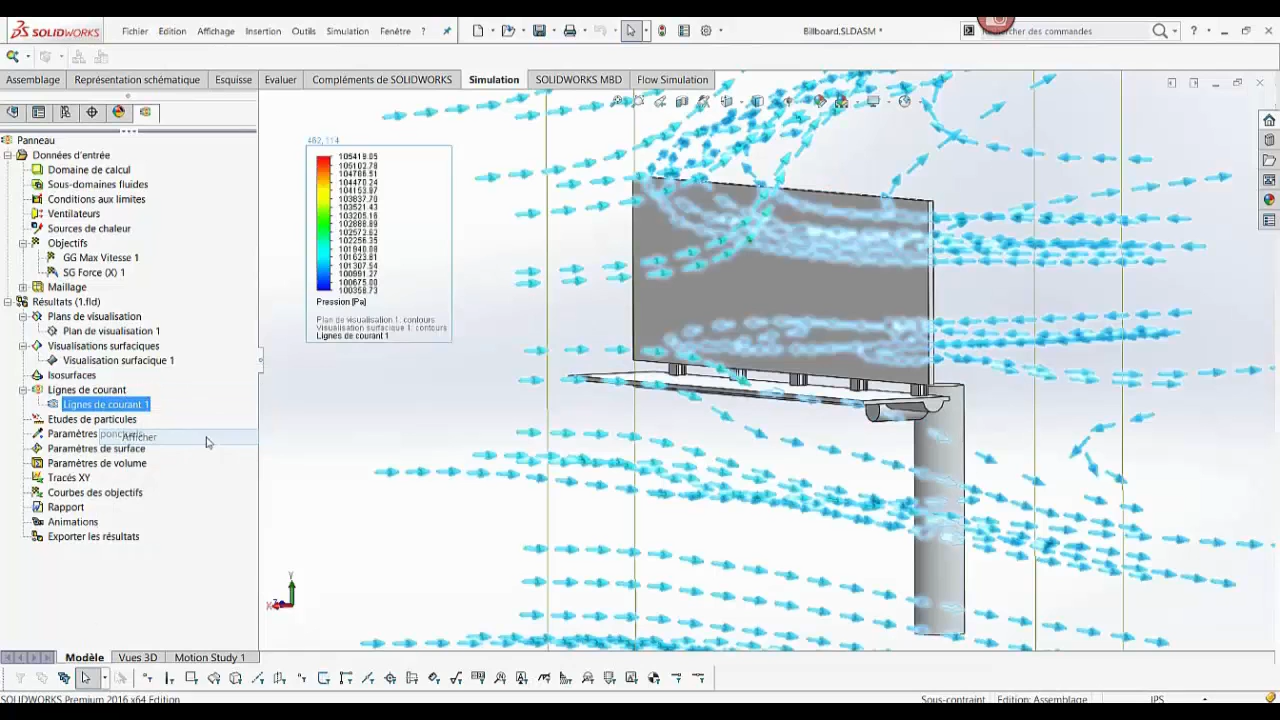 SOLIDWORKS Fichier Edition Affichage Insertion Outils Simulation Fenêtre ? Billboard.SLDASM * Rechercher des commandes ?
Assemblage Représentation schématique Esquisse Evaluer Compléments de SOLIDWORKS Simulation SOLIDWORKS MBD Flow Simulation
Panneau
Données d'entrée
Domaine de calcul
Sous-domaines fluides
Conditions aux limites
Ventilateurs
Sources de chaleur
Objectifs
GG Max Vitesse 1
SG Force (X) 1
Maillage
Résultats (1.fld)
Plans de visualisation
Plan de visualisation 1
Visualisations surfaciques
Visualisation surfacique 1
Isosurfaces
Lignes de courant
Lignes de courant 1
Etudes de particules
Paramètres ponctuels
Afficher
Paramètres de surface
Paramètres de volume
Tracés XY
Courbes des objectifs
Rapport
Animations
Exporter les résultats
462,114
105418.05
105102.78
104786.51
104470.24
104153.97
103837.70
103521.43
103205.16
102888.89
102572.62
102256.35
101940.08
101623.81
101307.54
100991.27
100675.00
100358.73
Pression [Pa]
Plan de visualisation 1: contours
Visualisation surfacique 1: contours
Lignes de courant 1
Y
X
Z
Modèle Vues 3D Motion Study 1
SOLIDWORKS Premium 2016 x64 Edition Sous-contraint Edition: Assemblage IPS